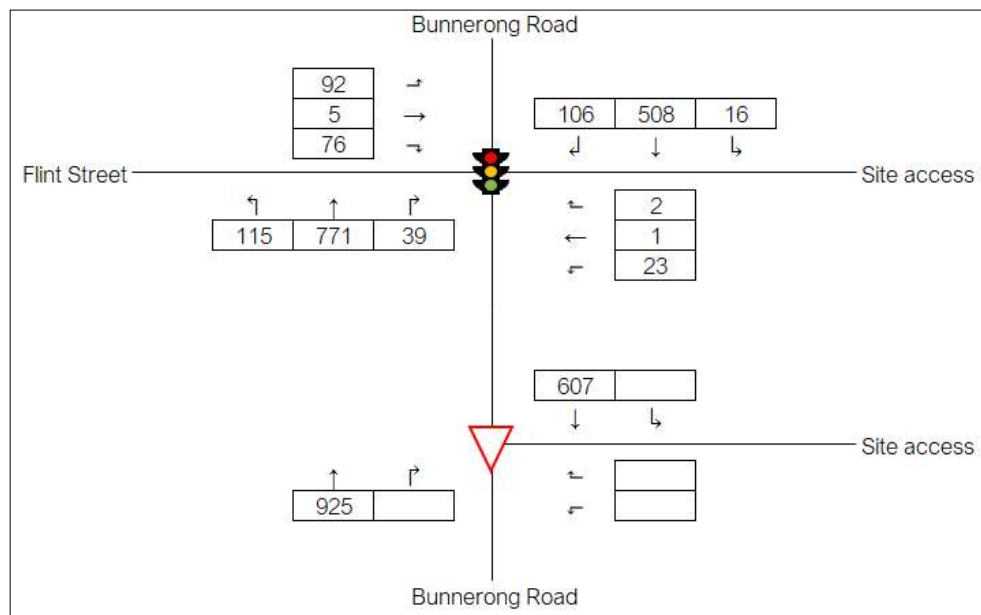 Bunnerong Road
92
5
76
106 508 16
Flint Street
Site access
115 771 39
2
1
23
607
Site access
925
Bunnerong Road